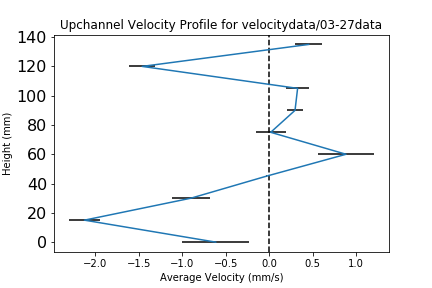 Upchannel Velocity Profile for velocitydata/03-27data
140
120
100
80
60
40
20
0
Height (mm)
−2.0 −1.5 −1.0 −0.5 0.0 0.5 1.0
Average Velocity (mm/s)